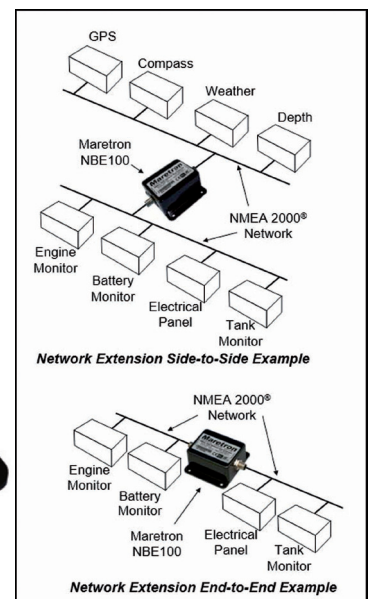 GPS
Compass
Weather
Depth
Maretron
NBE100
Maretron
NMEA 2000®
Network
Engine
Monitor
Battery
Monitor
Electrical
Panel
Tank
Monitor
Network Extension Side-to-Side Example
NMEA 2000®
Network
Maretron
Engine
Monitor
Battery
Monitor
Maretron
NBE100
Electrical
Panel
Tank
Monitor
Network Extension End-to-End Example